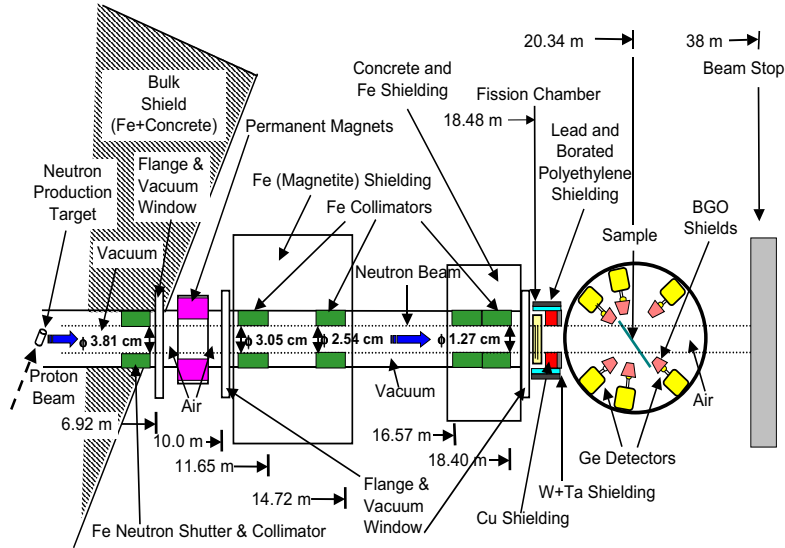 20.34 m
38 m
Beam Stop
Concrete and
Fe Shielding
Fission Chamber
18.48 m
Bulk
Shield
(Fe+Concrete)
Permanent Magnets
Lead and
Borated
Polyethylene
Shielding
Neutron
Production
Target
Flange &
Vacuum
Window
Fe (Magnetite) Shielding
Fe Collimators
BGO
Shields
Sample
Vacuum
Neutron Beam
ϕ 3.81 cm
ϕ 3.05 cm
ϕ 2.54 cm
ϕ 1.27 cm
Proton
Beam
Air
Vacuum
Air
6.92 m
10.0 m
11.65 m
14.72 m
16.57 m
18.40 m
Ge Detectors
Flange &
Vacuum
Window
W+Ta Shielding
Cu Shielding
Fe Neutron Shutter & Collimator